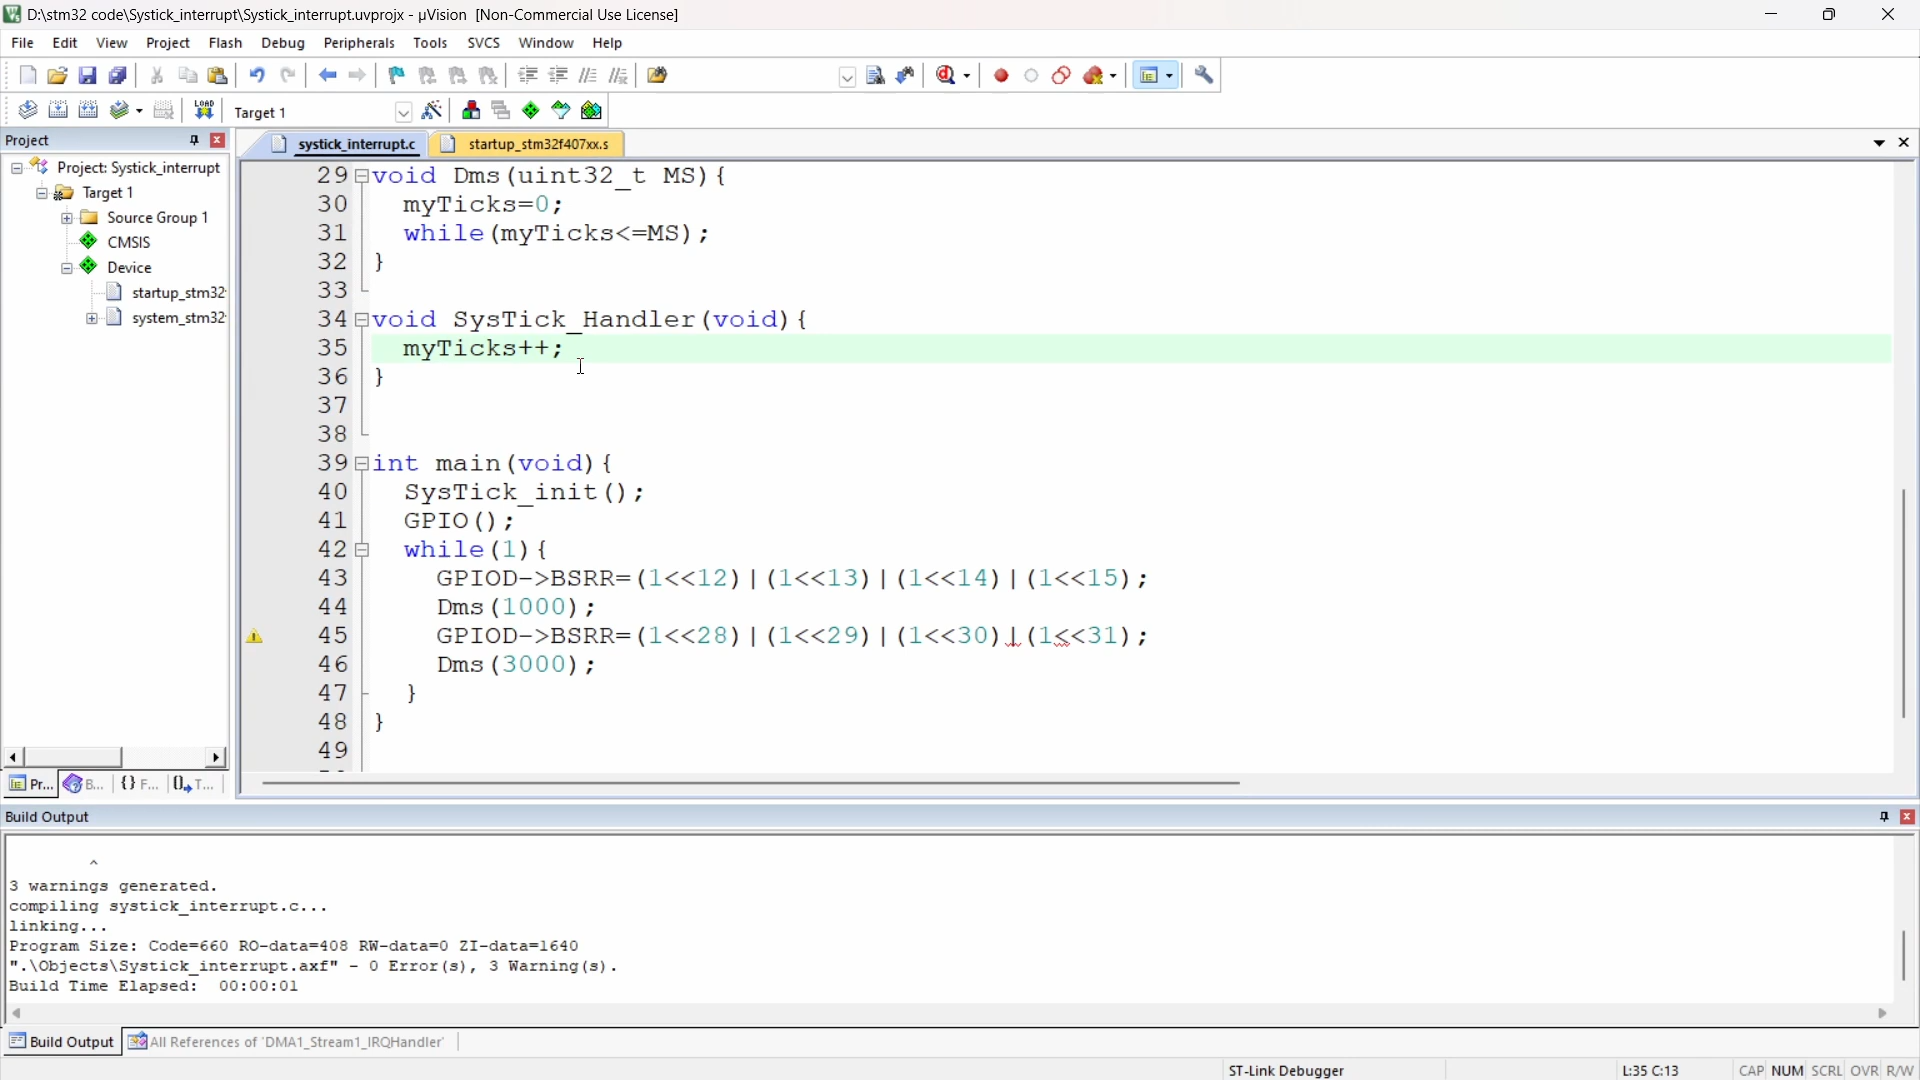 D:\stm32 code\Systick_interrupt\Systick_interrupt.uvprojx - µVision [Non-Commercial Use License]
File Edit View Project Flash Debug Peripherals Tools SVCS Window Help
LOAD Target 1
Project
systick_interrupt.c startup_stm32f407xx.s
Project: Systick_interrupt
Target 1
Source Group 1
CMSIS
Device
startup_stm32
system_stm32
Pr... B... {} F... T...
29 void Dms(uint32_t MS){
30 myTicks=0;
31 while(myTicks<=MS);
32 }
33
34 void SysTick_Handler(void){
35 myTicks++;
36 }
37
38
39 int main(void){
40 SysTick_init();
41 GPIO();
42 while(1){
43 GPIOD->BSRR=(1<<12)|(1<<13)|(1<<14)|(1<<15);
44 Dms(1000);
45 GPIOD->BSRR=(1<<28)|(1<<29)|(1<<30)|(1<<31);
46 Dms(3000);
47 }
48 }
49
Build Output
^
3 warnings generated.
compiling systick_interrupt.c...
linking...
Program Size: Code=660 RO-data=408 RW-data=0 ZI-data=1640
".\Objects\Systick_interrupt.axf" - 0 Error(s), 3 Warning(s).
Build Time Elapsed: 00:00:01
Build Output All References of 'DMA1_Stream1_IRQHandler'
ST-Link Debugger L:35 C:13 CAP NUM SCRL OVR R/W